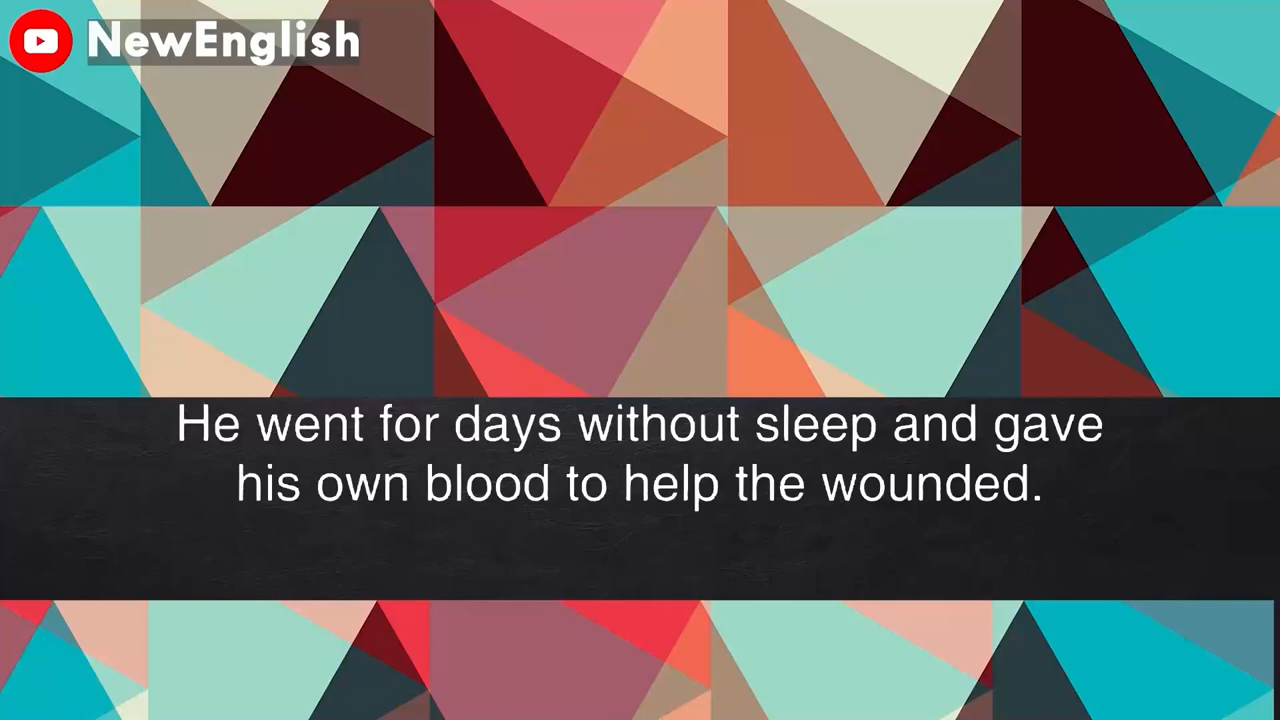 NewEnglish
He went for days without sleep and gave
his own blood to help the wounded.